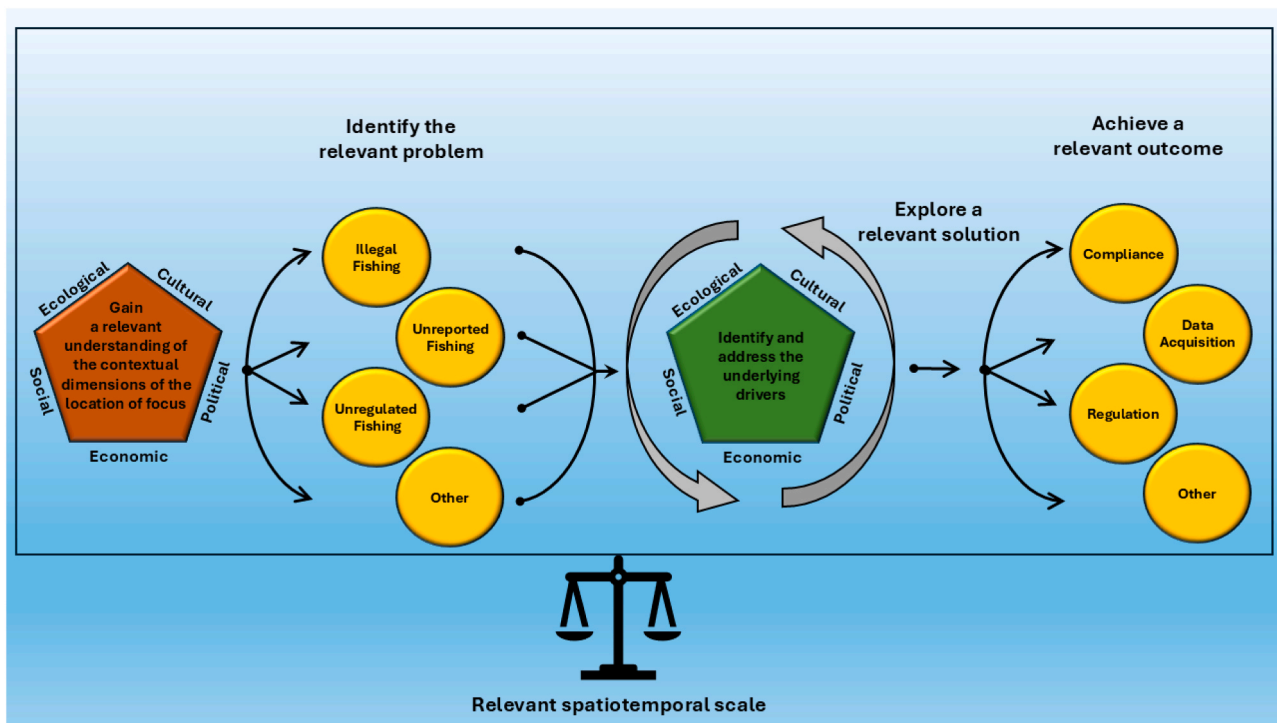 Identify the
relevant problem
Achieve a
relevant outcome
Explore a
relevant solution
Ecological
Cultural
Gain
a relevant
understanding
of the contextual
dimensions of the
location of focus
Social
Political
Economic
Illegal
Fishing
Unreported
Fishing
Unregulated
Fishing
Other
Ecological
Cultural
Identify and
address the
underlying
drivers
Social
Political
Economic
Compliance
Data
Acquisition
Regulation
Other
Relevant spatiotemporal scale